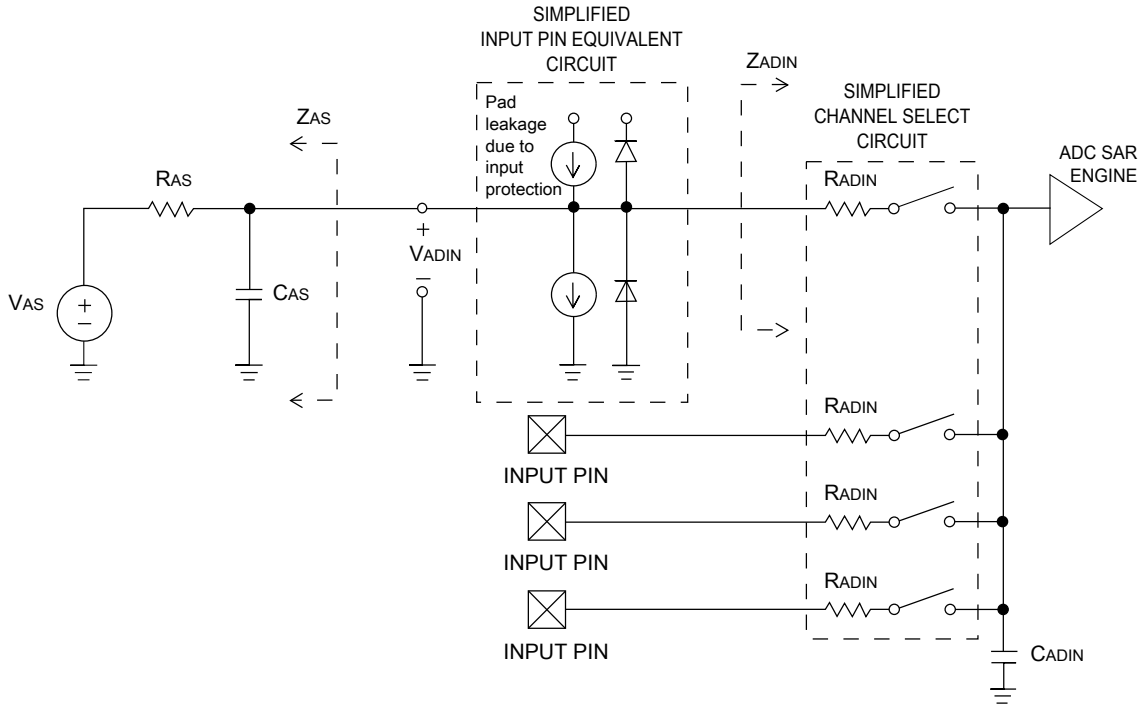 SIMPLIFIED
INPUT PIN EQUIVALENT
CIRCUIT
ZADIN
Pad
leakage
due to
input
protection
SIMPLIFIED
CHANNEL SELECT
CIRCUIT
ZAS
ADC SAR
ENGINE
RAS
RADIN
+
VADIN
–
CAS
VAS
+
–
RADIN
INPUT PIN
RADIN
INPUT PIN
RADIN
INPUT PIN
CADIN